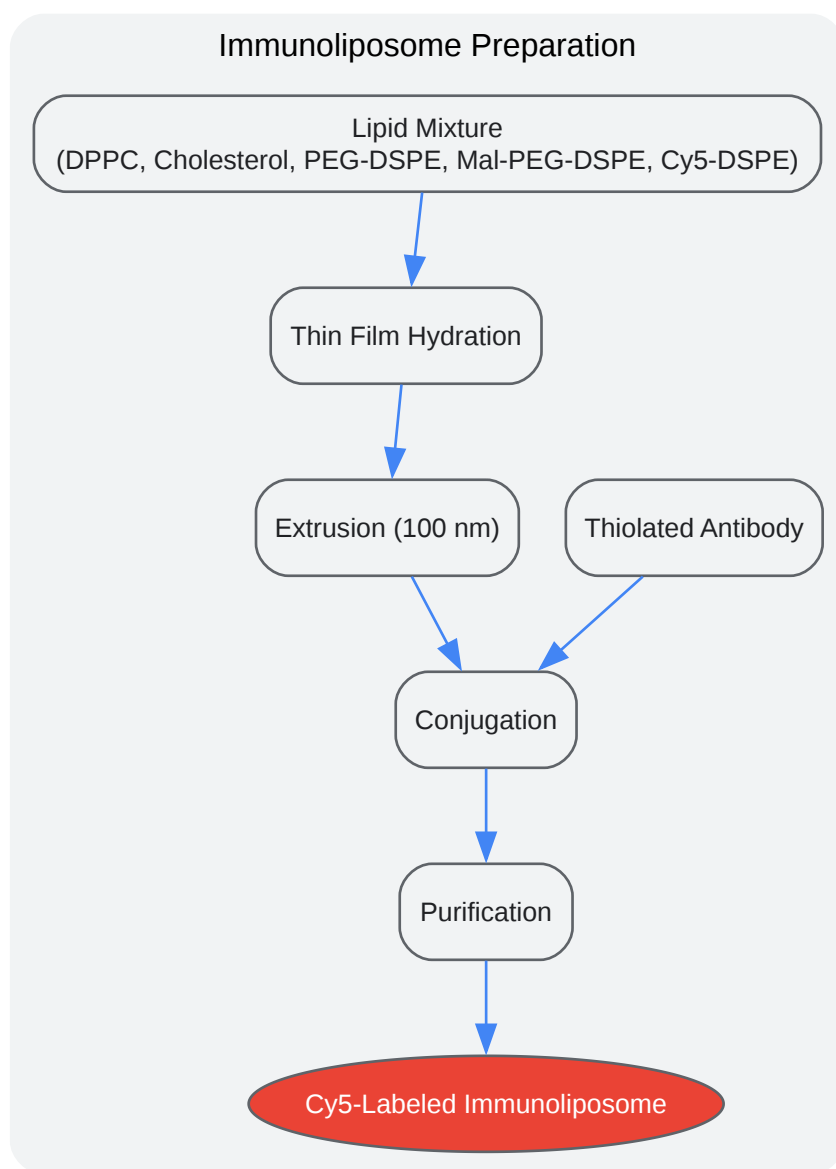 Immunoliposome Preparation
Lipid Mixture
(DPPC, Cholesterol, PEG-DSPE, Mal-PEG-DSPE, Cy5-DSPE)
Thin Film Hydration
Extrusion (100 nm)
Thiolated Antibody
Conjugation
Purification
Cy5-Labeled Immunoliposome